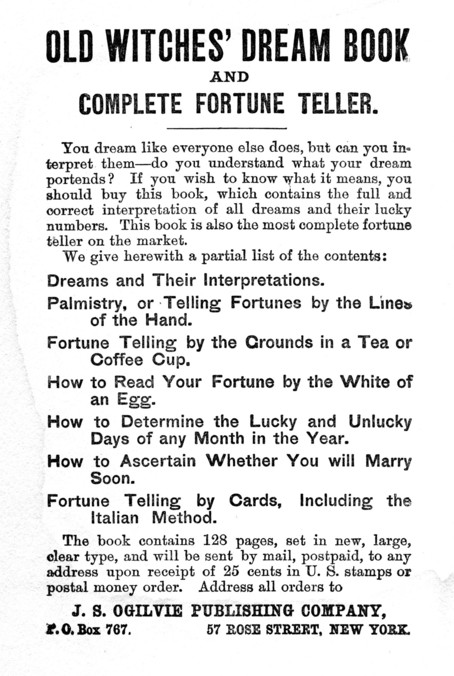 OLD WITCHES' DREAM BOOK
AND
COMPLETE FORTUNE TELLER.
You dream like everyone else does, but can you in-
terpret them—do you understand what your dream
portends? If you wish to know what it means, you
should buy this book, which contains the full and
correct interpretation of all dreams and their lucky
numbers. This book is also the most complete fortune
teller on the market.
We give herewith a partial list of the contents:
Dreams and Their Interpretations.
Palmistry, or Telling Fortunes by the Lines
of the Hand.
Fortune Telling by the Grounds in a Tea or
Coffee Cup.
How to Read Your Fortune by the White of
an Egg.
How to Determine the Lucky and Unlucky
Days of any Month in the Year.
How to Ascertain Whether You will Marry
Soon.
Fortune Telling by Cards, Including the
Italian Method.
The book contains 128 pages, set in new, large,
clear type, and will be sent by mail, postpaid, to any
address upon receipt of 25 cents in U. S. stamps or
postal money order. Address all orders to
J. S. OGILVIE PUBLISHING COMPANY,
P. O. Box 767. 57 ROSE STREET, NEW YORK.